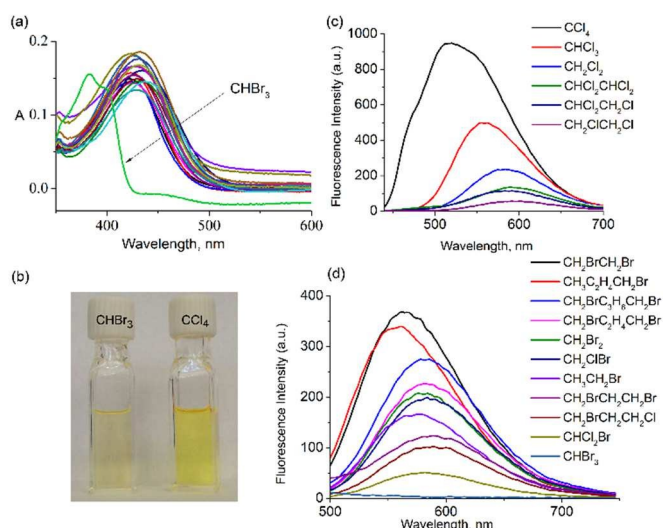 (a)
0.2
0.1
0.0
A
CHBr₃
400
500
600
Wavelength, nm
(b)
CHBr₃
CCl₄
(c)
1000
800
600
400
200
0
Fluorescence Intensity (a.u.)
500
600
700
Wavelength, nm
CCl₄
CHCl₃
CH₂Cl₂
CHCl₂CHCl₂
CHCl₂CH₂Cl
CH₂ClCH₂Cl
(d)
400
300
200
100
0
Fluorescence Intensity (a.u.)
500
600
700
Wavelength, nm
CH₂BrCH₂Br
CH₃C₂H₄CH₂Br
CH₂BrC₃H₆CH₂Br
CH₂BrC₂H₄CH₂Br
CH₂Br₂
CH₂ClBr
CH₃CH₂Br
CH₂BrCH₂CH₂Br
CH₂BrCH₂CH₂Cl
CHCl₂Br
CHBr₃